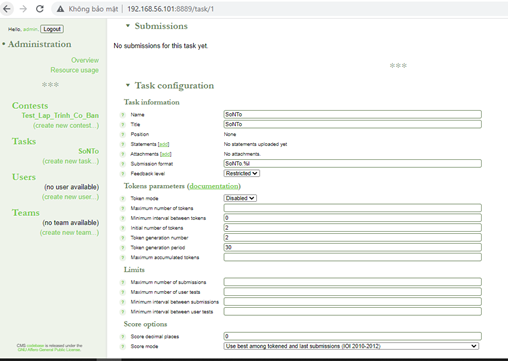 Không bảo mật | 192.168.56.101:8889/task/1
Hello, admin. Logout
Administration
Overview
Resource usage
***
Contests
Test_Lap_Trinh_Co_Ban
(create new contest...)
Tasks
SoNTo
(create new task...)
Users
(no user available)
(create new user...)
Teams
(no team available)
(create new team...)
CMS codebase is released under the
GNU Affero General Public License.
Submissions
No submissions for this task yet.
***
Task configuration
Task information
? Name SoNTo
? Title SoNTo
? Position None
? Statements [add] No statements uploaded yet
? Attachments [add] No attachments.
? Submission format SoNTo.%l
? Feedback level Restricted
Tokens parameters (documentation)
? Token mode Disabled
? Maximum number of tokens
? Minimum interval between tokens 0
? Initial number of tokens 2
? Token generation number 2
? Token generation period 30
? Maximum accumulated tokens
Limits
? Maximum number of submissions
? Maximum number of user tests
? Minimum interval between submissions
? Minimum interval between user tests
Score options
? Score decimal places 0
? Score mode Use best among tokened and last submissions (IOI 2010-2012)